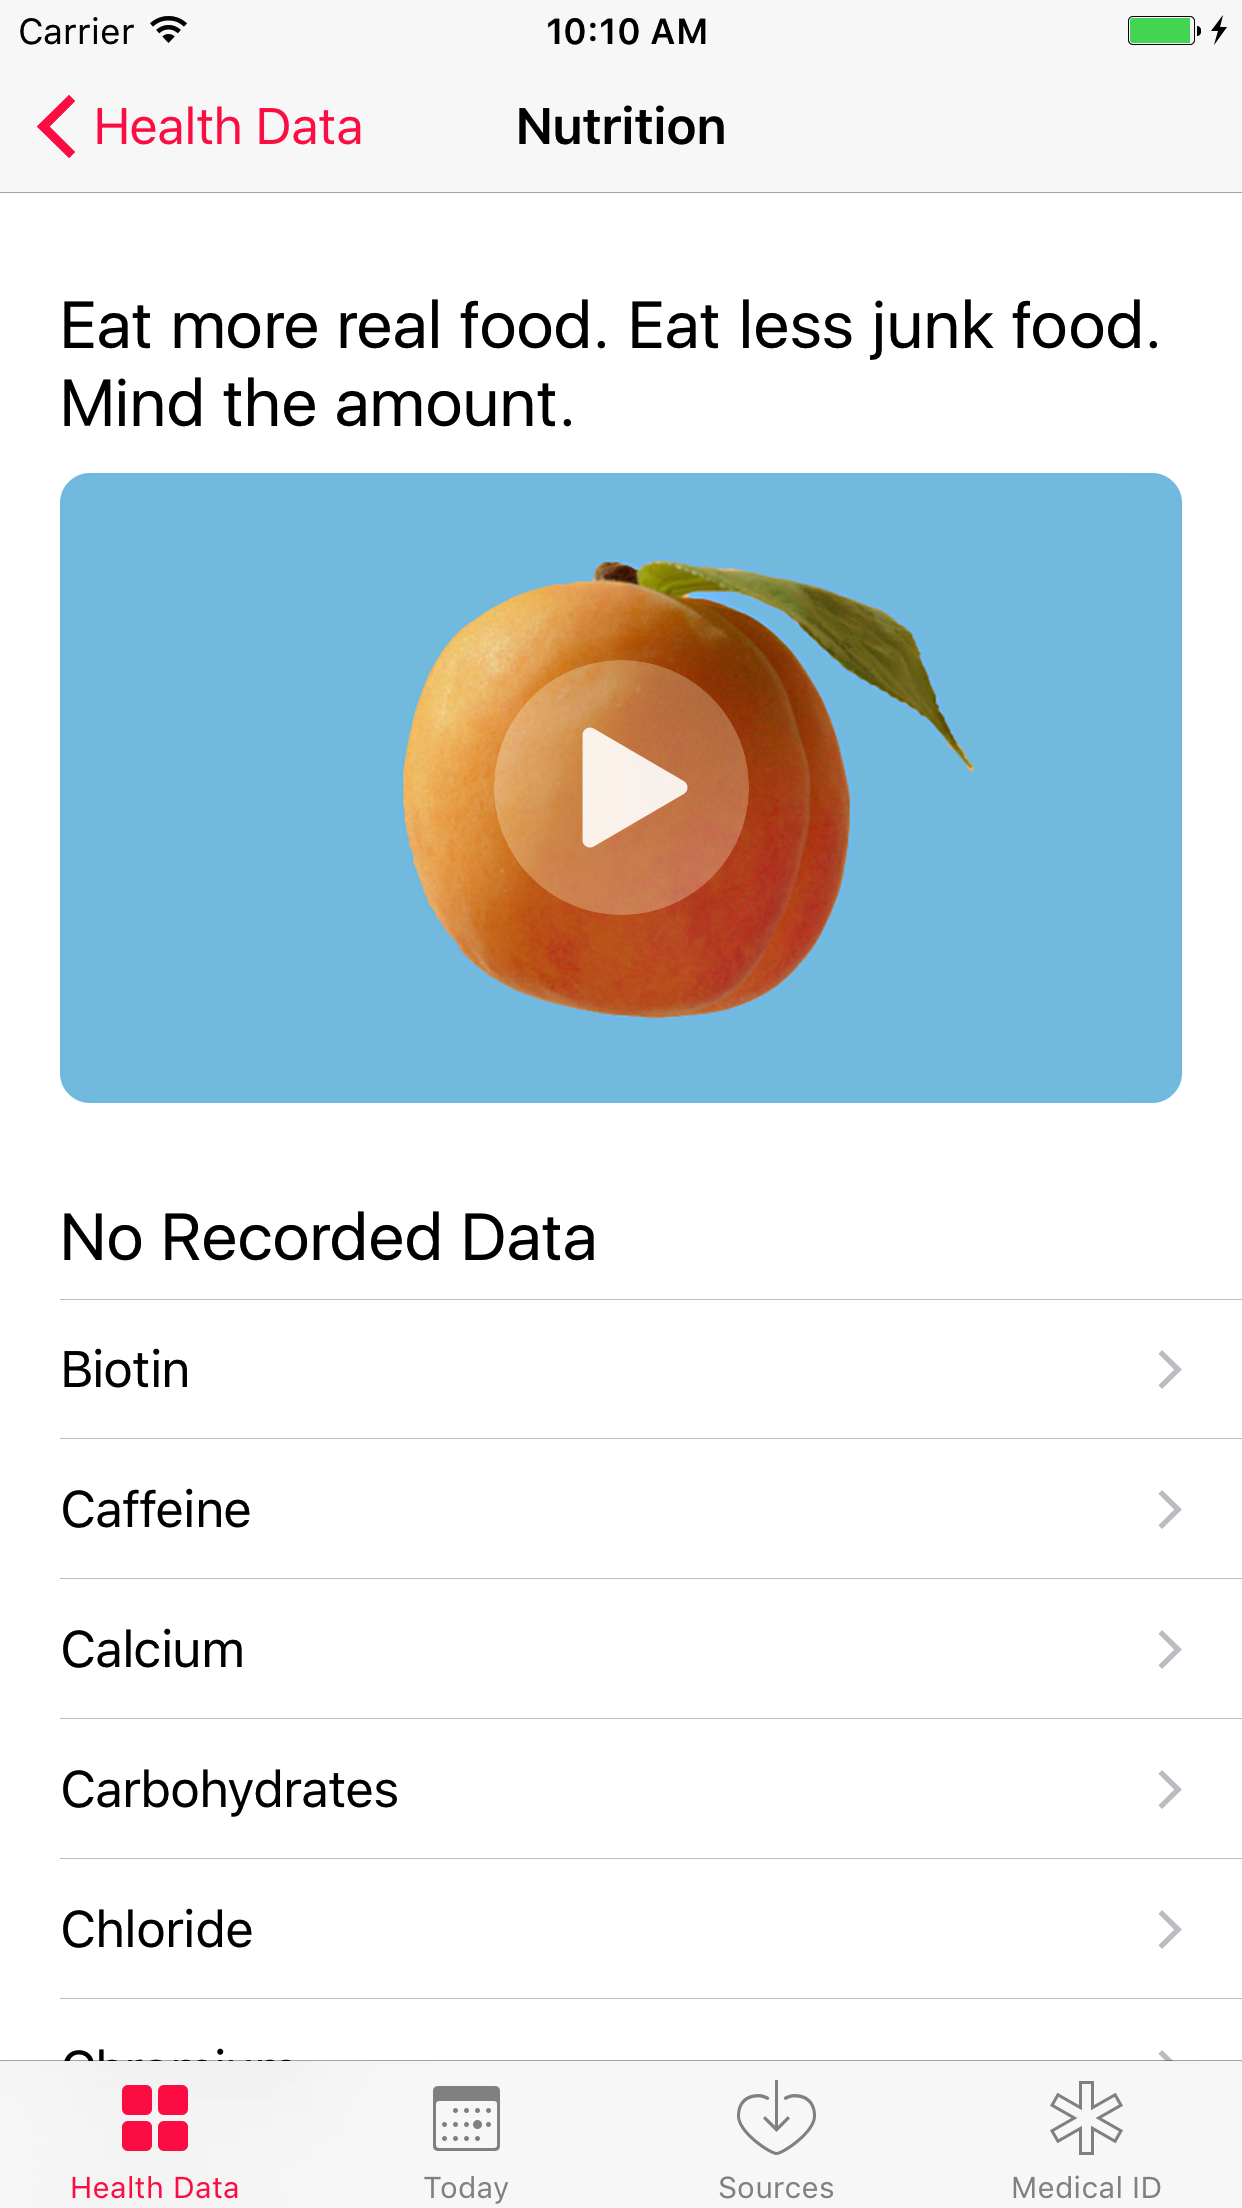 Carrier 10:10 AM
Health Data Nutrition
Eat more real food. Eat less junk food.
Mind the amount.
No Recorded Data
Biotin
Caffeine
Calcium
Carbohydrates
Chloride
Chromium
Health Data Today Sources Medical ID